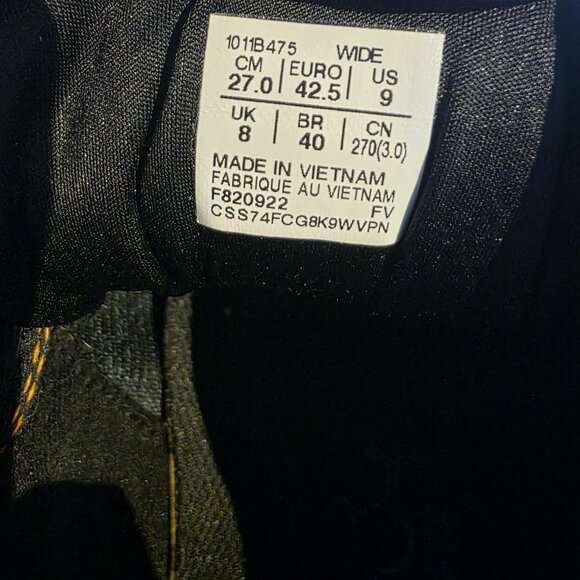 1011B475 WIDE
CM | EURO | US
27.0 | 42.5 | 9
UK | BR | CN
8 | 40 | 270(3.0)
MADE IN VIETNAM
FABRIQUE AU VIETNAM
F820922 FV
CSS74FCG8K9WVPN